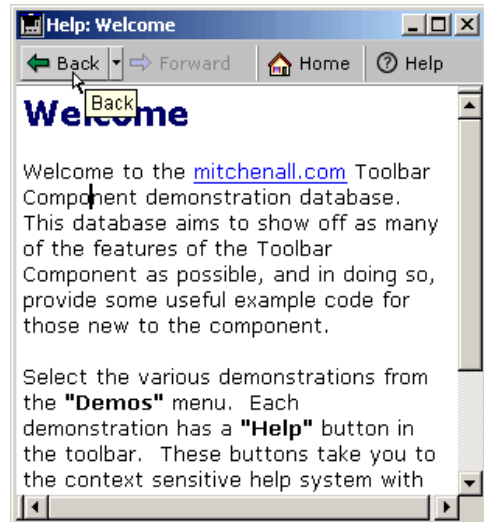 Help: Welcome
Back Forward Home Help
Back
Welcome
Welcome to the mitchenall.com Toolbar
Component demonstration database.
This database aims to show off as many
of the features of the Toolbar
Component as possible, and in doing so,
provide some useful example code for
those new to the component.
Select the various demonstrations from
the "Demos" menu. Each
demonstration has a "Help" button in
the toolbar. These buttons take you to
the context sensitive help system with